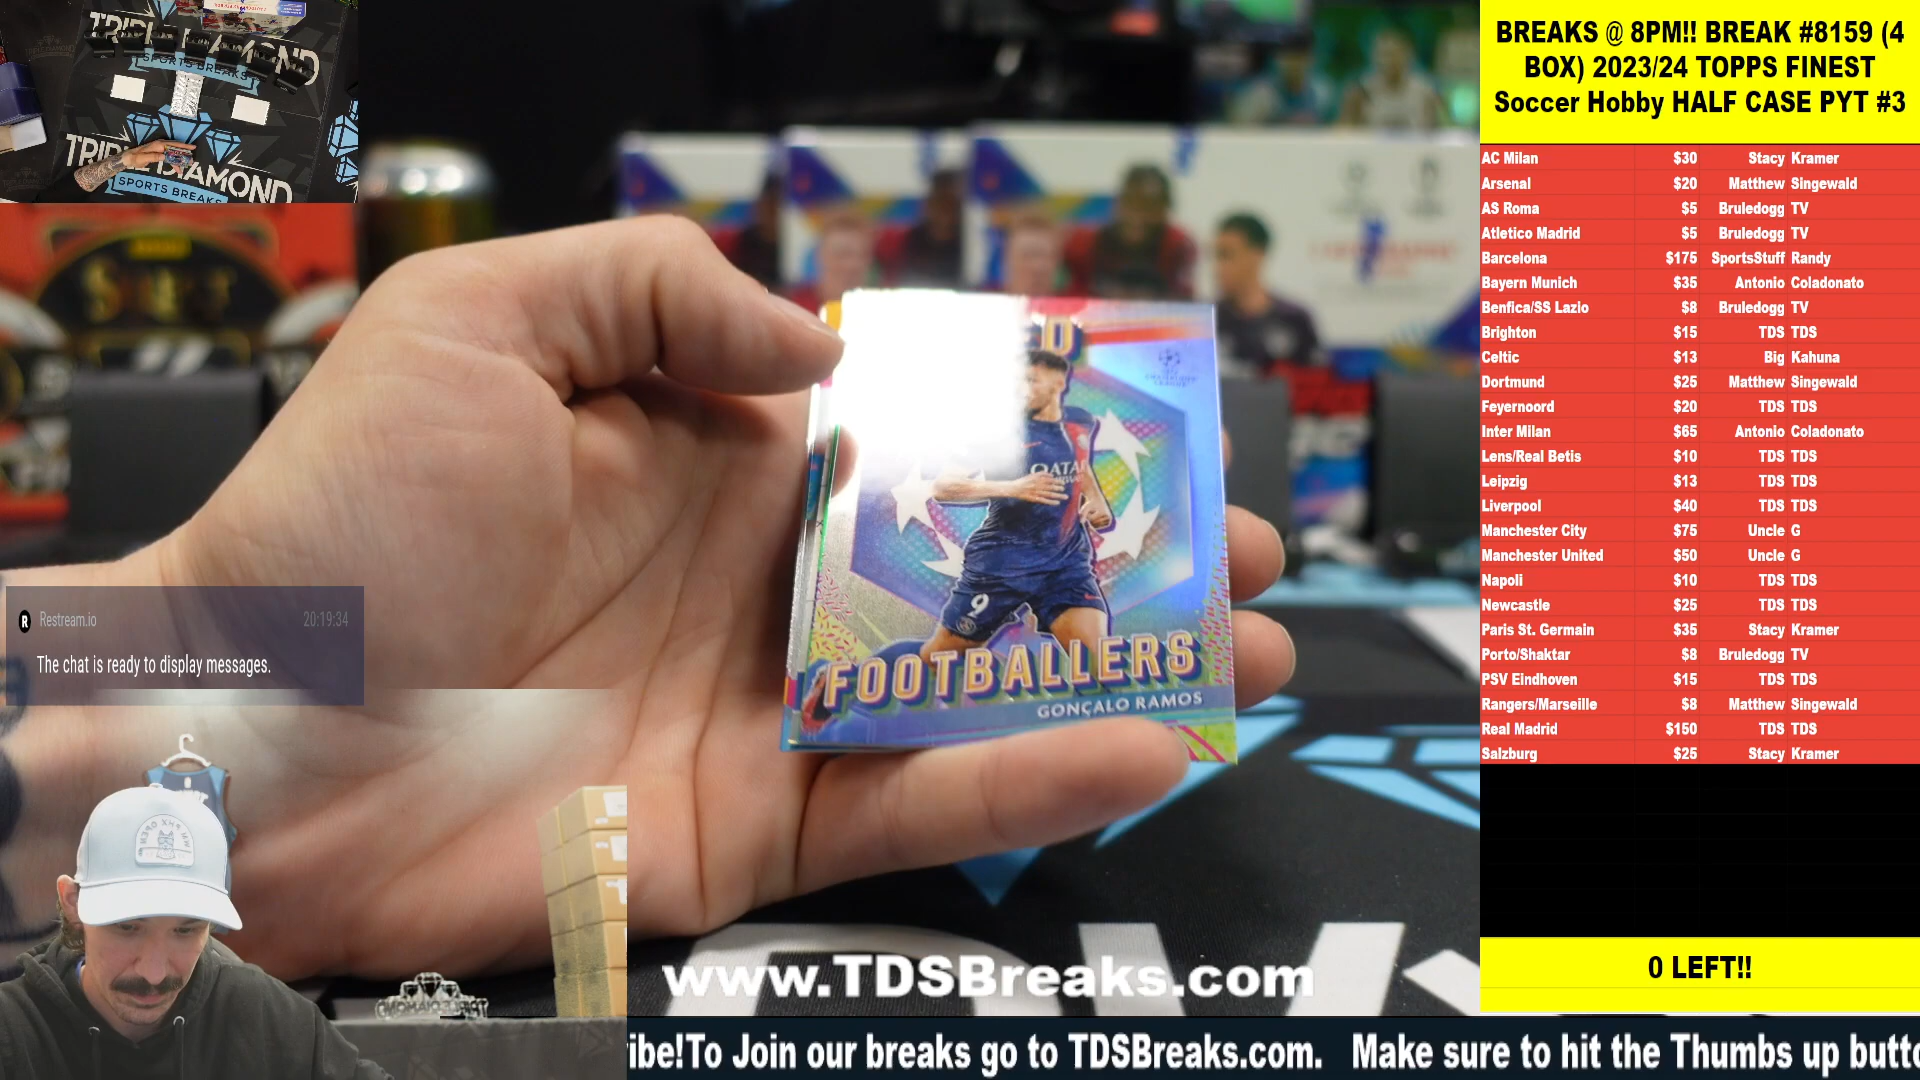 TRIPLE DIAMOND
SPORTS BREAKS
TRIPLE DIAMOND
SPORTS BREAKS
BREAKS @ 8PM!! BREAK #8159 (4
BOX) 2023/24 TOPPS FINEST
Soccer Hobby HALF CASE PYT #3
AC Milan $30 Stacy Kramer
Arsenal $20 Matthew Singewald
AS Roma $5 Bruledogg TV
Atletico Madrid $5 Bruledogg TV
Barcelona $175 SportsStuff Randy
Bayern Munich $35 Antonio Coladonato
Benfica/SS Lazio $8 Bruledogg TV
Brighton $15 TDS TDS
Celtic $13 Big Kahuna
Dortmund $25 Matthew Singewald
Feyernoord $20 TDS TDS
Inter Milan $65 Antonio Coladonato
Lens/Real Betis $10 TDS TDS
Leipzig $13 TDS TDS
Liverpool $40 TDS TDS
Manchester City $75 Uncle G
Manchester United $50 Uncle G
Napoli $10 TDS TDS
Newcastle $25 TDS TDS
Paris St. Germain $35 Stacy Kramer
Porto/Shaktar $8 Bruledogg TV
PSV Eindhoven $15 TDS TDS
Rangers/Marseille $8 Matthew Singewald
Real Madrid $150 TDS TDS
Salzburg $25 Stacy Kramer
0 LEFT!!
QATAR
9
FOOTBALLERS
GONÇALO RAMOS
Restream.io 20:19:34
The chat is ready to display messages.
www.TDSBreaks.com
ibe!To Join our breaks go to TDSBreaks.com. Make sure to hit the Thumbs up butto